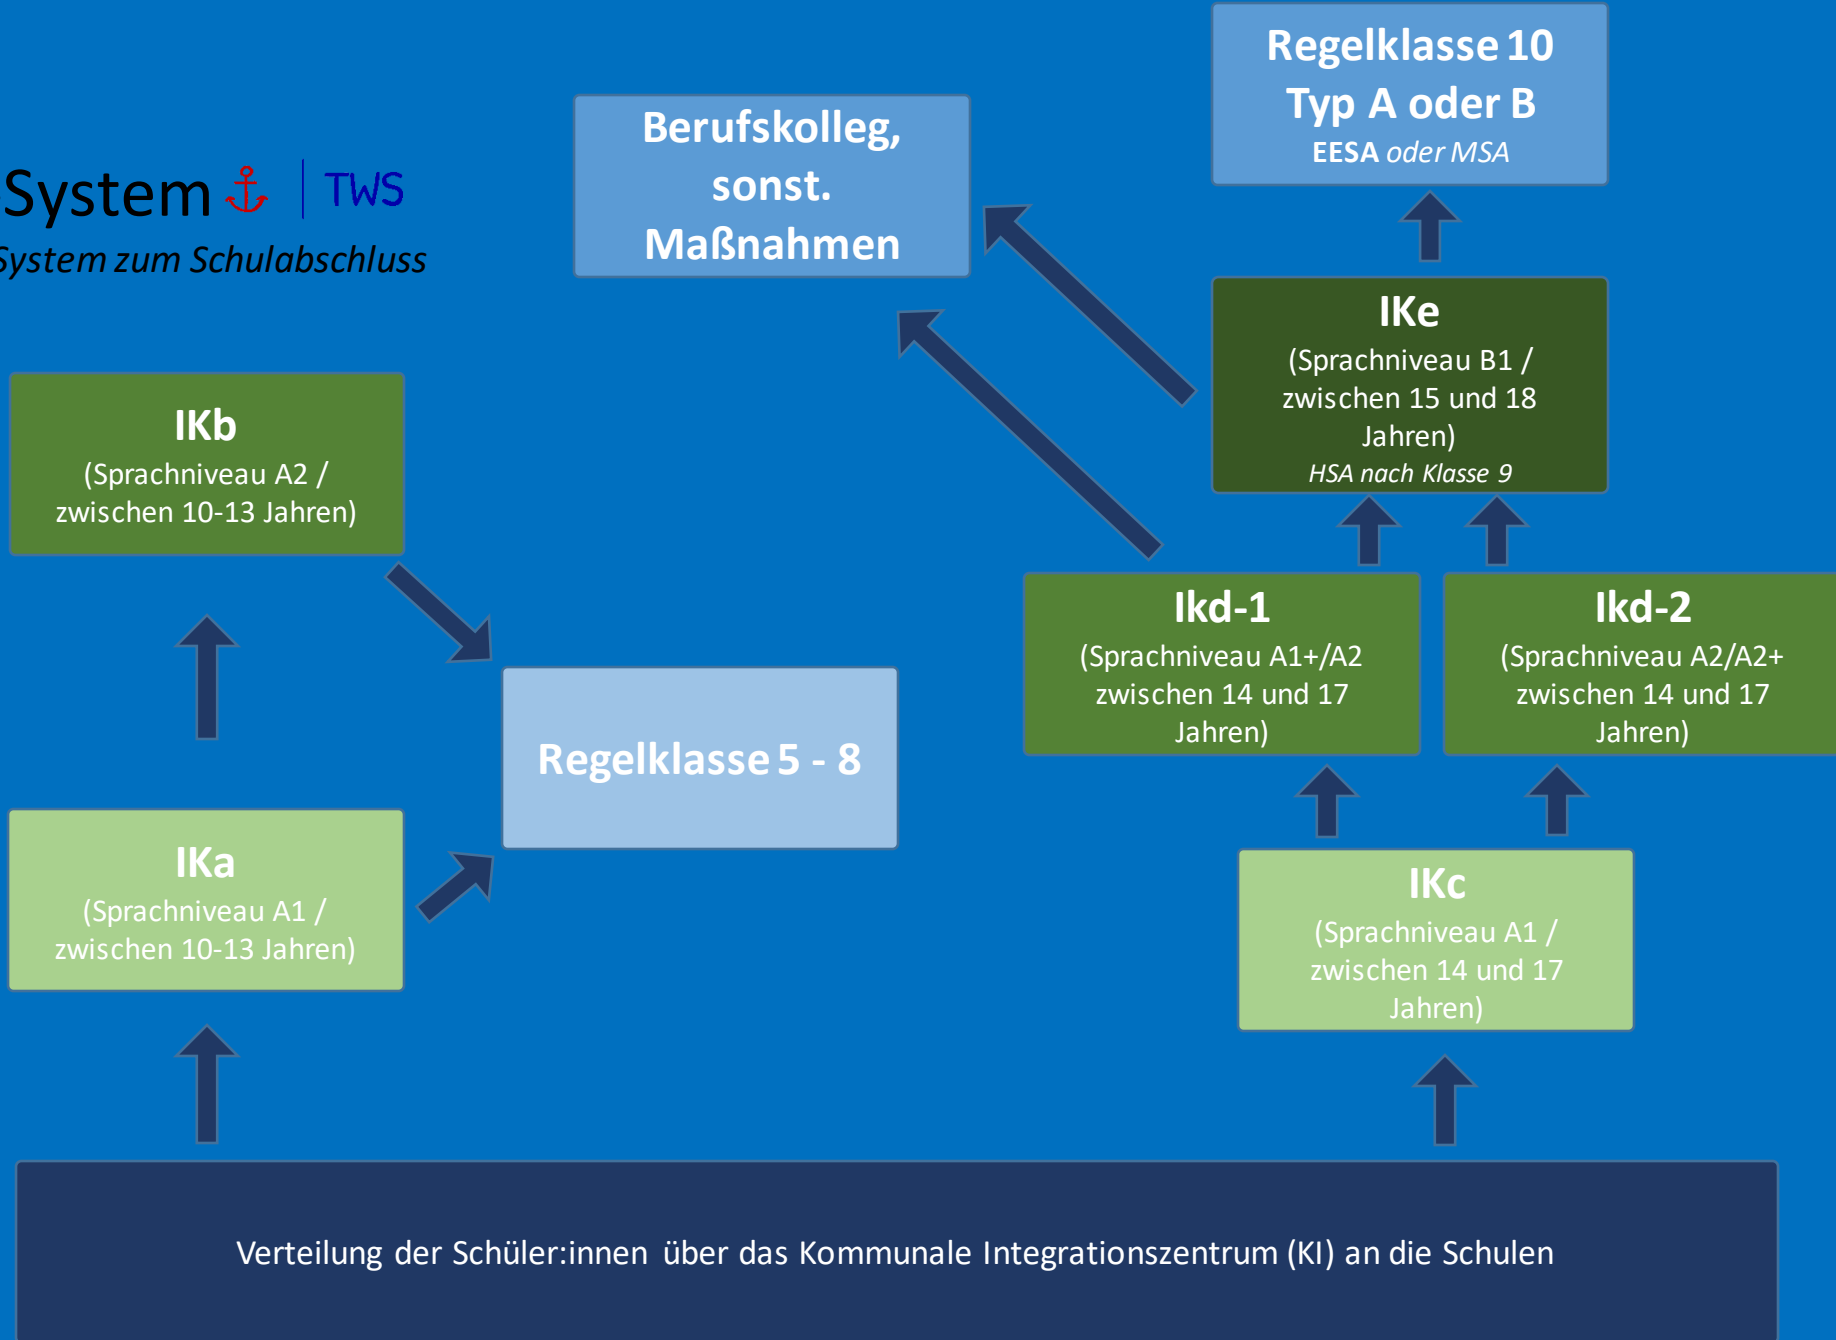 System
TWS
System zum Schulabschluss
Regelklasse 10
Typ A oder B
EESA oder MSA
Berufskolleg,
sonst.
Maßnahmen
IKe
(Sprachniveau B1 /
zwischen 15 und 18
Jahren)
HSA nach Klasse 9
IKb
(Sprachniveau A2 /
zwischen 10-13 Jahren)
Ikd-1
(Sprachniveau A1+/A2
zwischen 14 und 17
Jahren)
Ikd-2
(Sprachniveau A2/A2+
zwischen 14 und 17
Jahren)
Regelklasse 5 - 8
IKa
(Sprachniveau A1 /
zwischen 10-13 Jahren)
IKc
(Sprachniveau A1 /
zwischen 14 und 17
Jahren)
Verteilung der Schüler:innen über das Kommunale Integrationszentrum (KI) an die Schulen